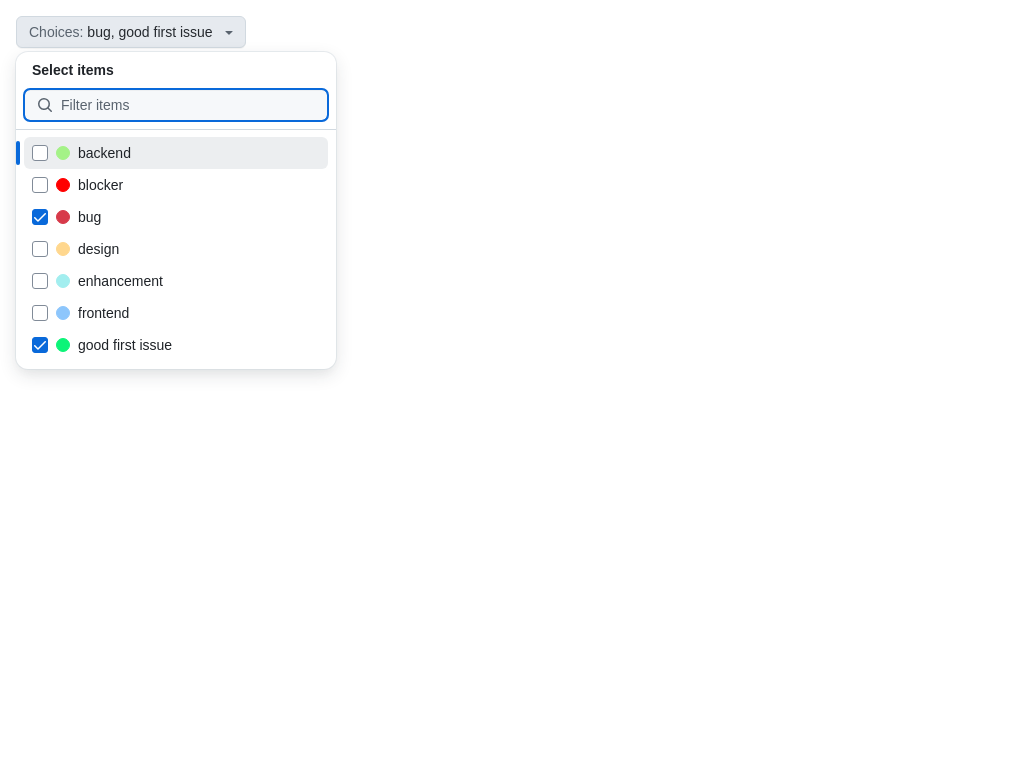 Choices: bug, good first issue
Select items
Filter items
backend
blocker
bug
design
enhancement
frontend
good first issue